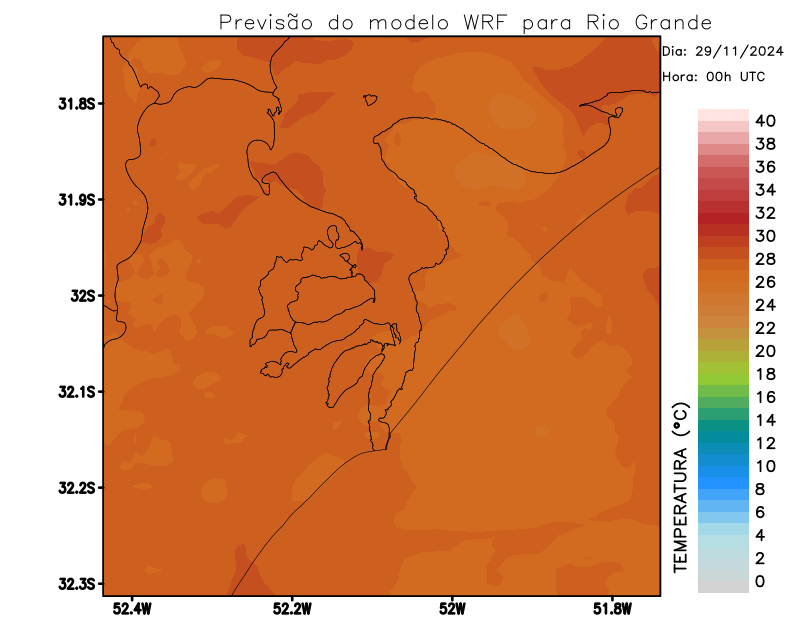 Previsão do modelo WRF para Rio Grande
Dia: 29/11/2024
Hora: 00h UTC
31.8S
31.9S
32S
32.1S
32.2S
32.3S
52.4W
52.2W
52W
51.8W
TEMPERATURA (°C)
40
38
36
34
32
30
28
26
24
22
20
18
16
14
12
10
8
6
4
2
0